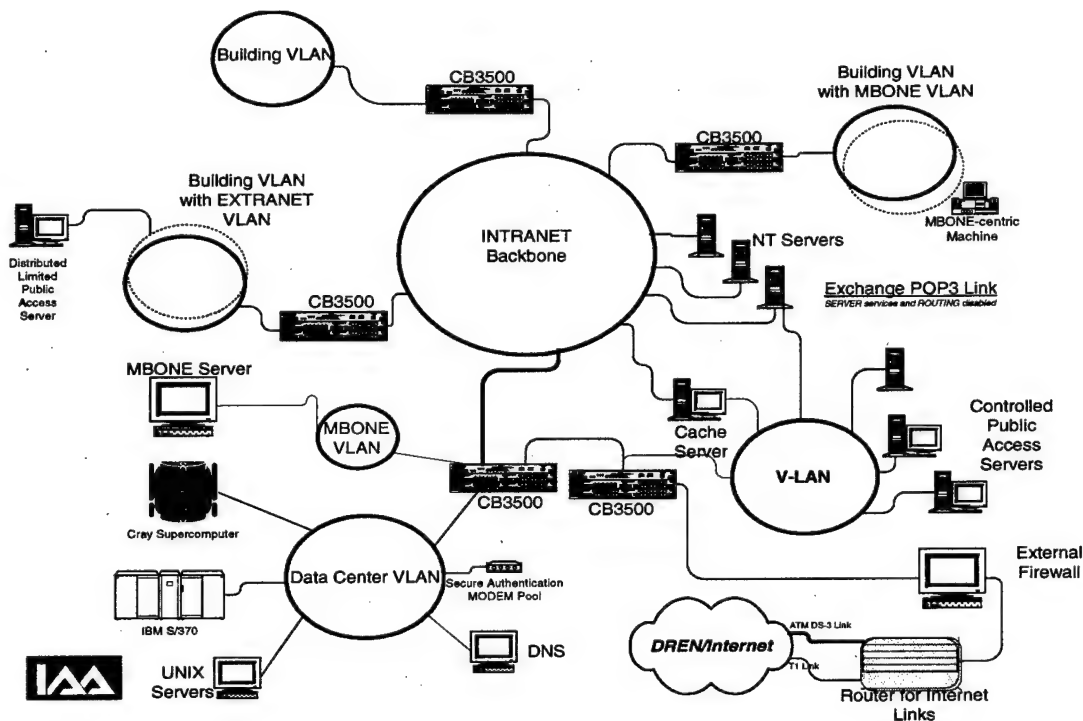 Building VLAN
CB3500
Building VLAN
with MBONE VLAN
CB3500
MBONE-centric
Machine
Building VLAN
with EXTRANET
VLAN
Distributed
Limited
Public
Access
Server
CB3500
INTRANET
Backbone
NT Servers
Exchange POP3 Link
SERVER services and ROUTING disabled
MBONE Server
MBONE
VLAN
Cache
Server
V-LAN
Controlled
Public
Access
Servers
CB3500
CB3500
Cray Supercomputer
Data Center VLAN
Secure Authentication
MODEM Pool
External
Firewall
IBM S/370
UNIX
Servers
DNS
DREN/Internet
ATM DS-3 Link
T1 Link
Router for Internet
Links
IAA